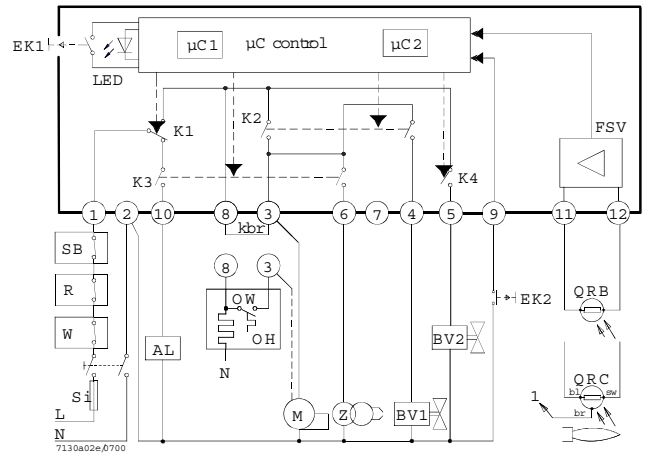 EK1
LED
µC1
µC control
µC2
FSV
K1
K2
K3
K4
1
2
10
8
3
6
7
4
5
9
11
12
kbr
SB
R
W
Si
L
N
AL
8
3
OW
OH
N
M
Z
BV1
BV2
EK2
QRB
QRC
bl
sw
br
1
7130a02e/0700